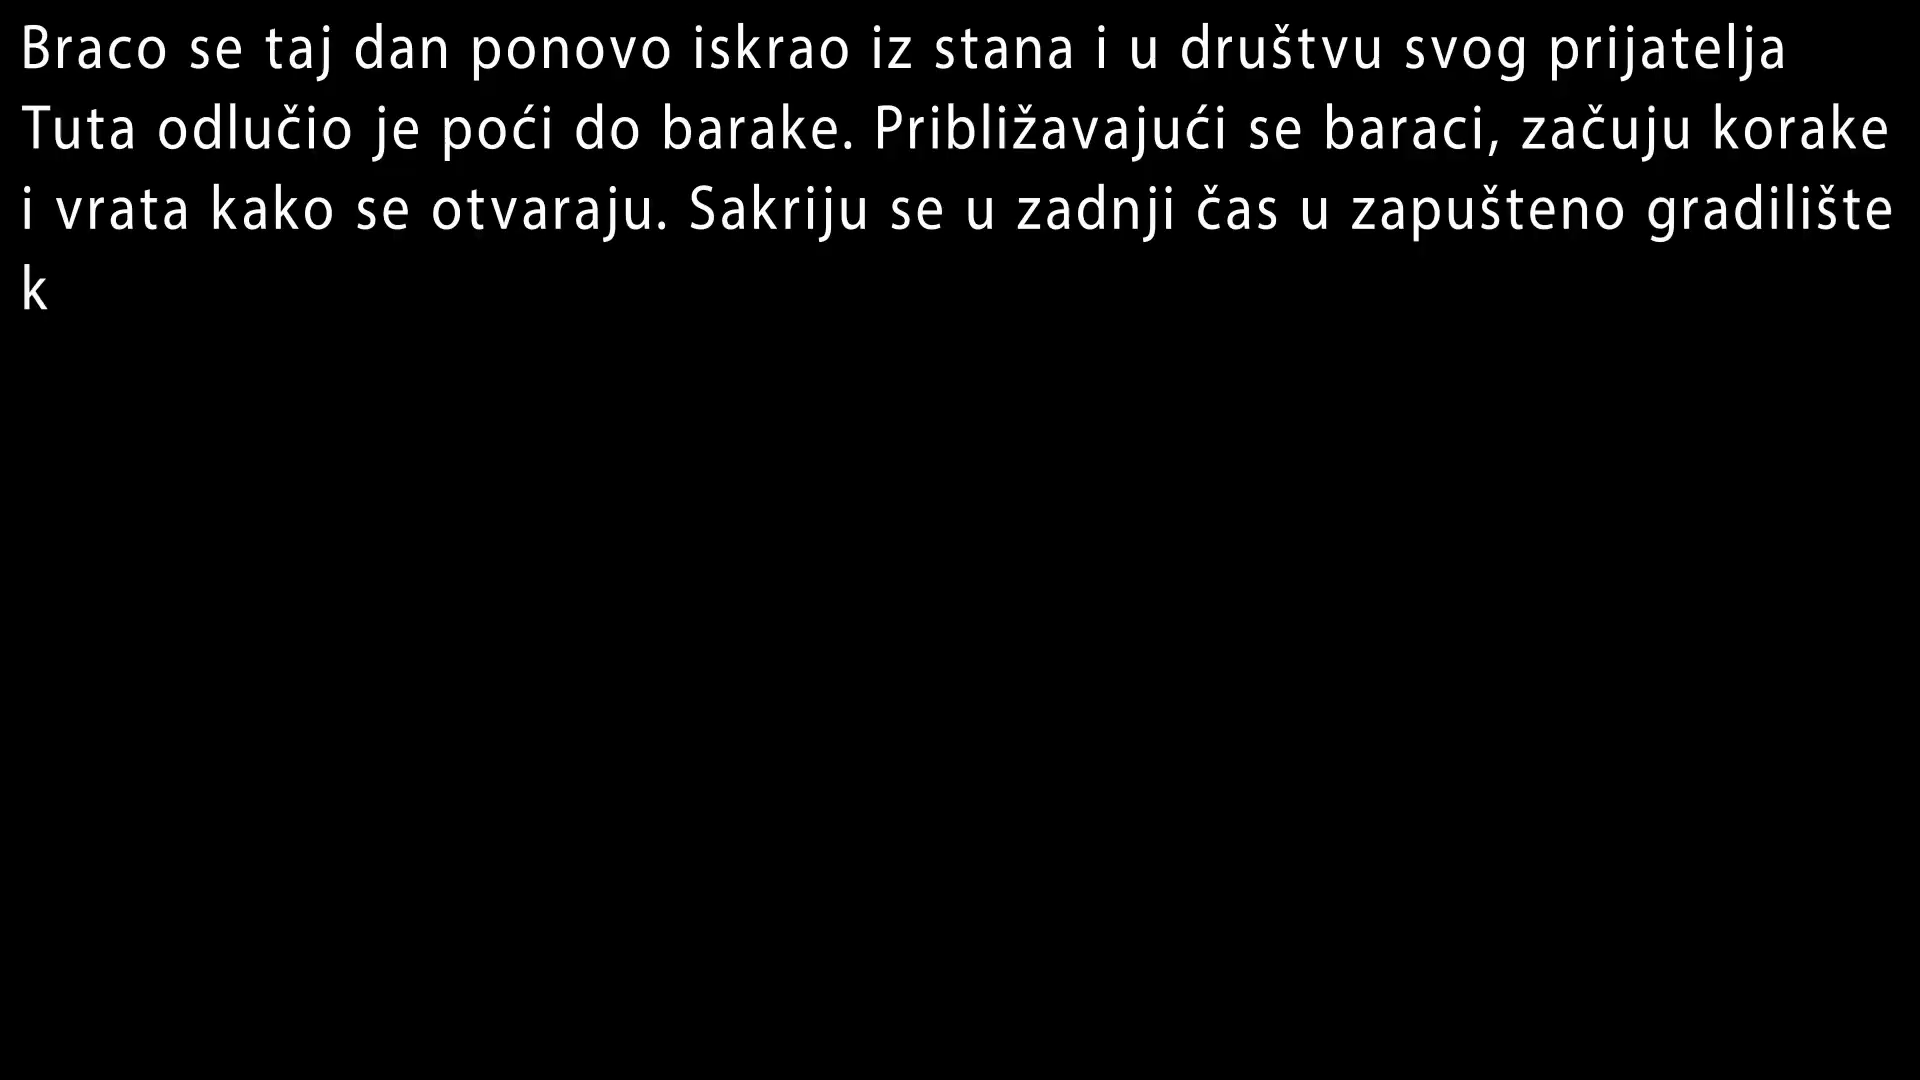 Braco se taj dan ponovo iskrao iz stana i u društvu svog prijatelja
Tuta odlučio je poći do barake. Približavajući se baraci, začuju korake
i vrata kako se otvaraju. Sakriju se u zadnji čas u zapušteno gradilište
k